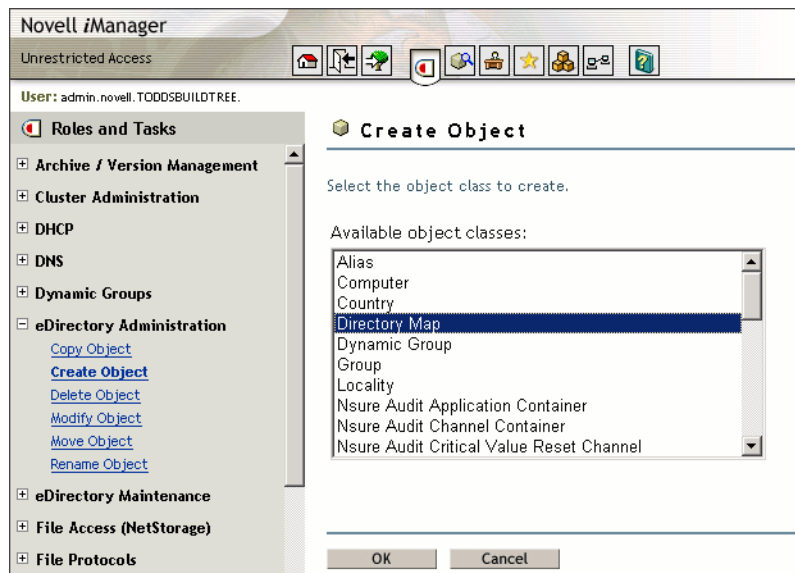 Novell iManager
Unrestricted Access
User: admin.novell.TODDSBUILDTREE.
Roles and Tasks
Archive / Version Management
Cluster Administration
DHCP
DNS
Dynamic Groups
eDirectory Administration
Copy Object
Create Object
Delete Object
Modify Object
Move Object
Rename Object
eDirectory Maintenance
File Access (NetStorage)
File Protocols
Create Object
Select the object class to create.
Available object classes:
Alias
Computer
Country
Directory Map
Dynamic Group
Group
Locality
Nsure Audit Application Container
Nsure Audit Channel Container
Nsure Audit Critical Value Reset Channel
OK
Cancel